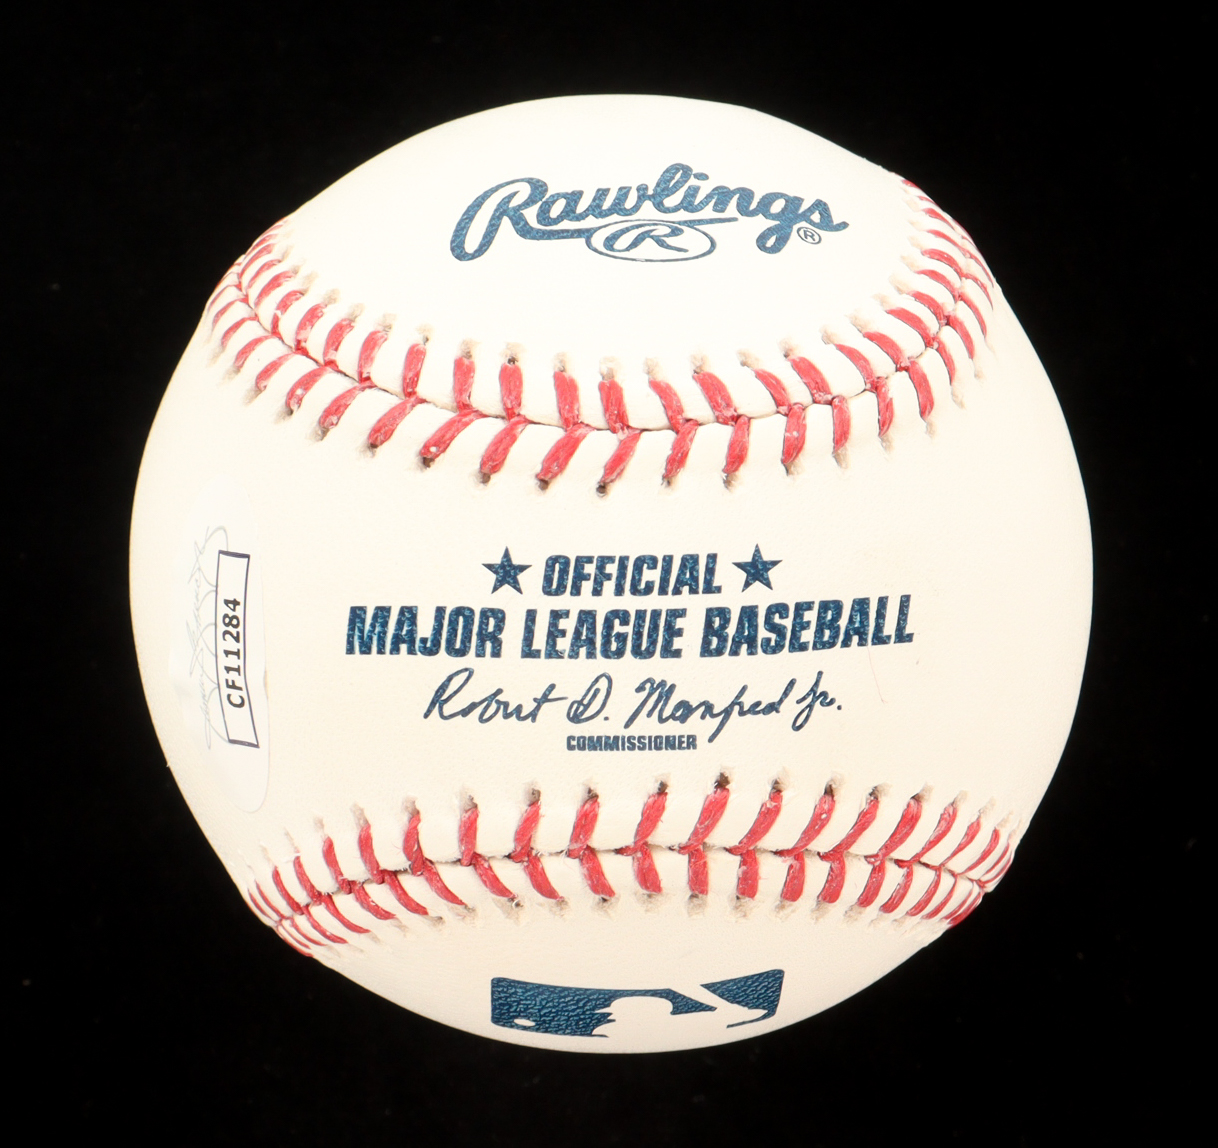 Rawlings
R ®
★ OFFICIAL ★
MAJOR LEAGUE BASEBALL
Robert D. Manfred Jr.
COMMISSIONER
CF11284